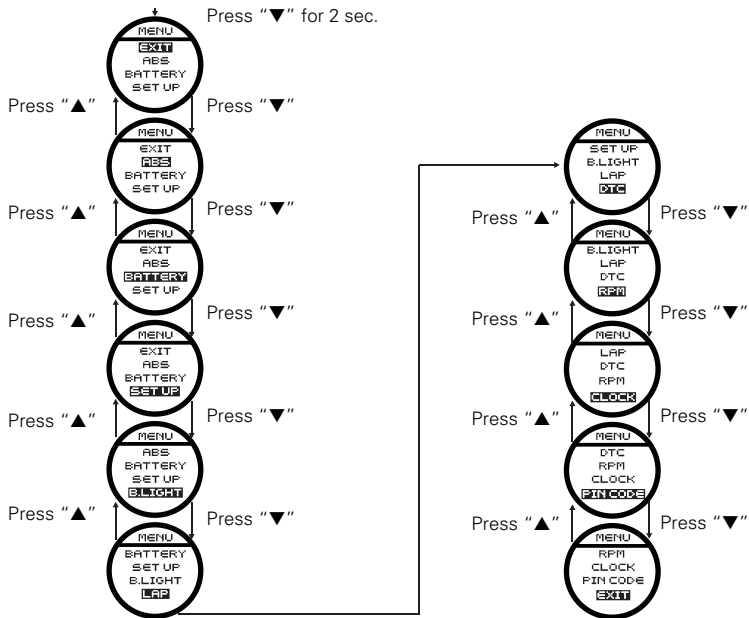 Press “▼” for 2 sec.
MENU
EXIT
ABS
BATTERY
SET UP
Press “▲”
Press “▼”
MENU
EXIT
ABS
BATTERY
SET UP
Press “▲”
Press “▼”
MENU
EXIT
ABS
BATTERY
SET UP
Press “▲”
Press “▼”
MENU
EXIT
ABS
BATTERY
SET UP
Press “▲”
Press “▼”
MENU
ABS
BATTERY
SET UP
B.LIGHT
Press “▲”
Press “▼”
MENU
BATTERY
SET UP
B.LIGHT
LAP
MENU
SET UP
B.LIGHT
LAP
DTC
Press “▲”
Press “▼”
MENU
B.LIGHT
LAP
DTC
RPM
Press “▲”
Press “▼”
MENU
LAP
DTC
RPM
CLOCK
Press “▲”
Press “▼”
MENU
DTC
RPM
CLOCK
PIN CODE
Press “▲”
Press “▼”
MENU
RPM
CLOCK
PIN CODE
EXIT